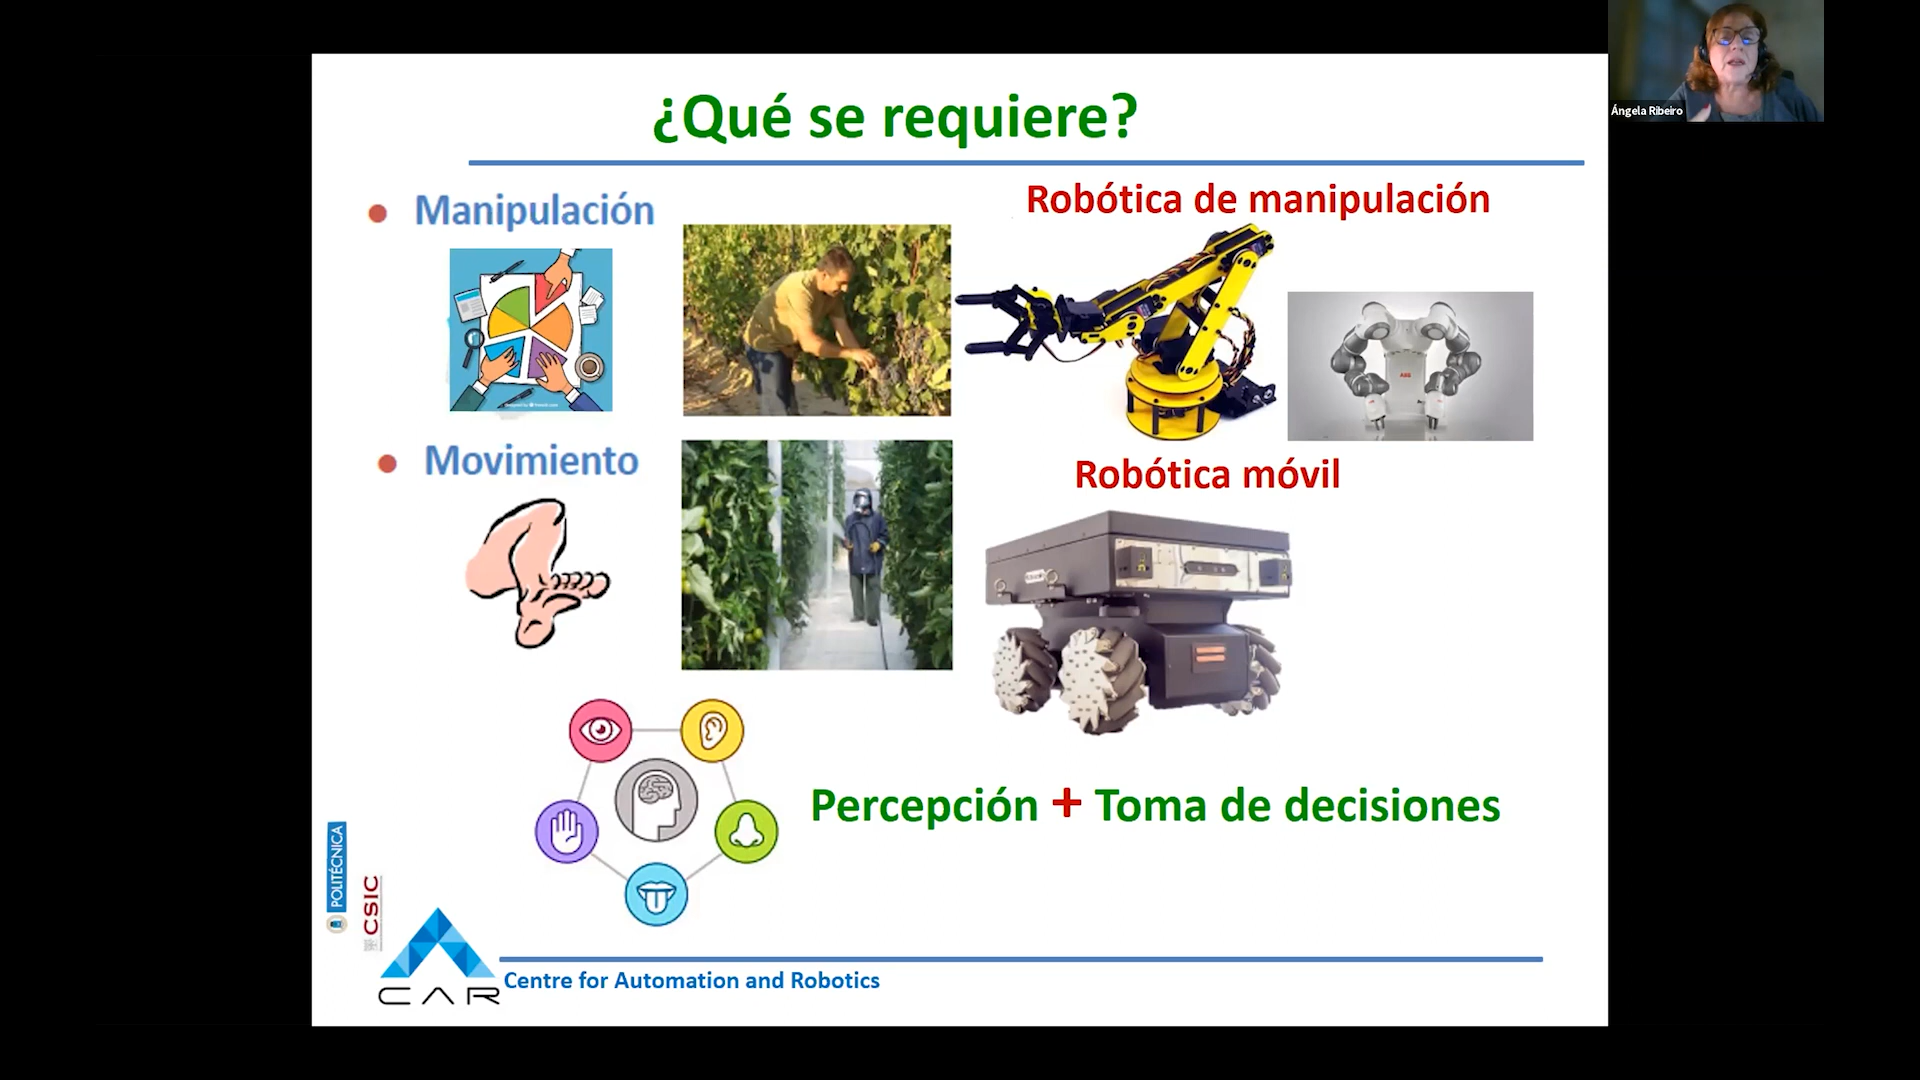 ¿Qué se requiere?
Ángela Ribeiro
Manipulación
Robótica de manipulación
ABB
Movimiento
Robótica móvil
Percepción + Toma de decisiones
POLITÉCNICA
CSIC
CAR
Centre for Automation and Robotics